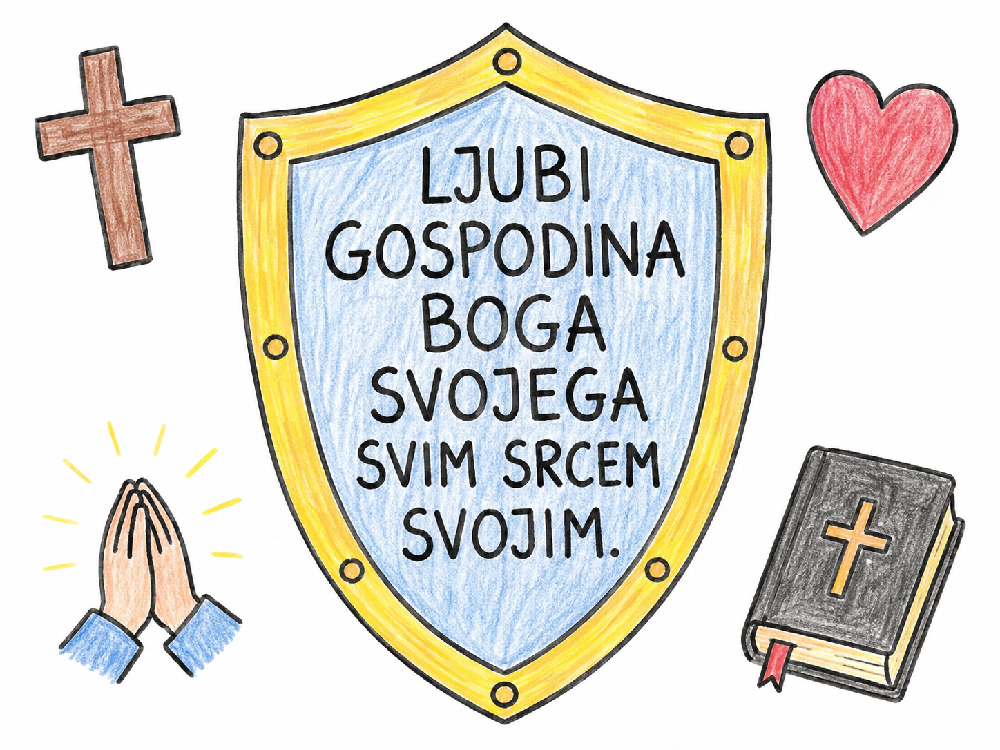 LJUBI
GOSPODINA
BOGA
SVOJEGA
SVIM SRCEM
SVOJIM.